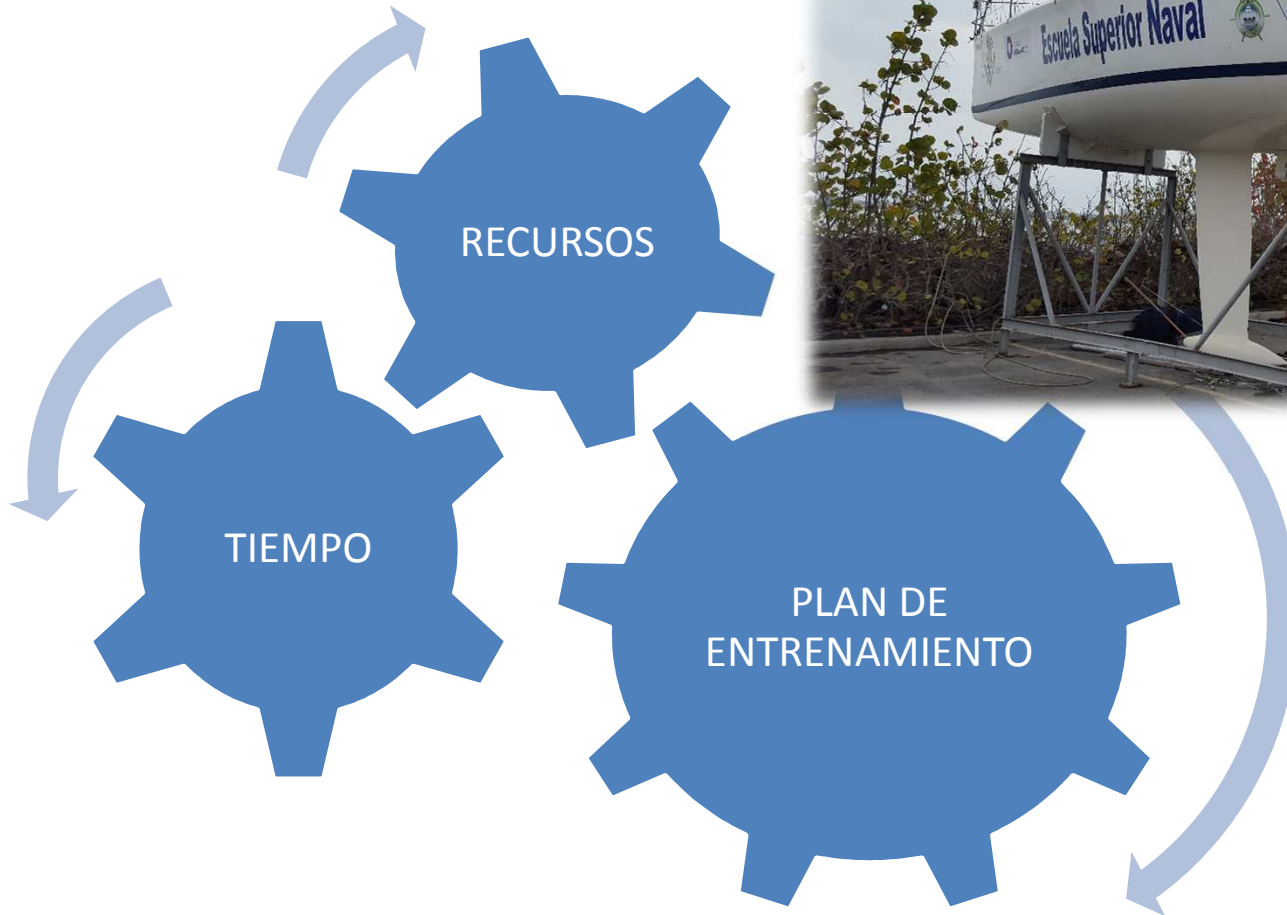 Escuela Superior Naval
RECURSOS
TIEMPO
PLAN DE
ENTRENAMIENTO